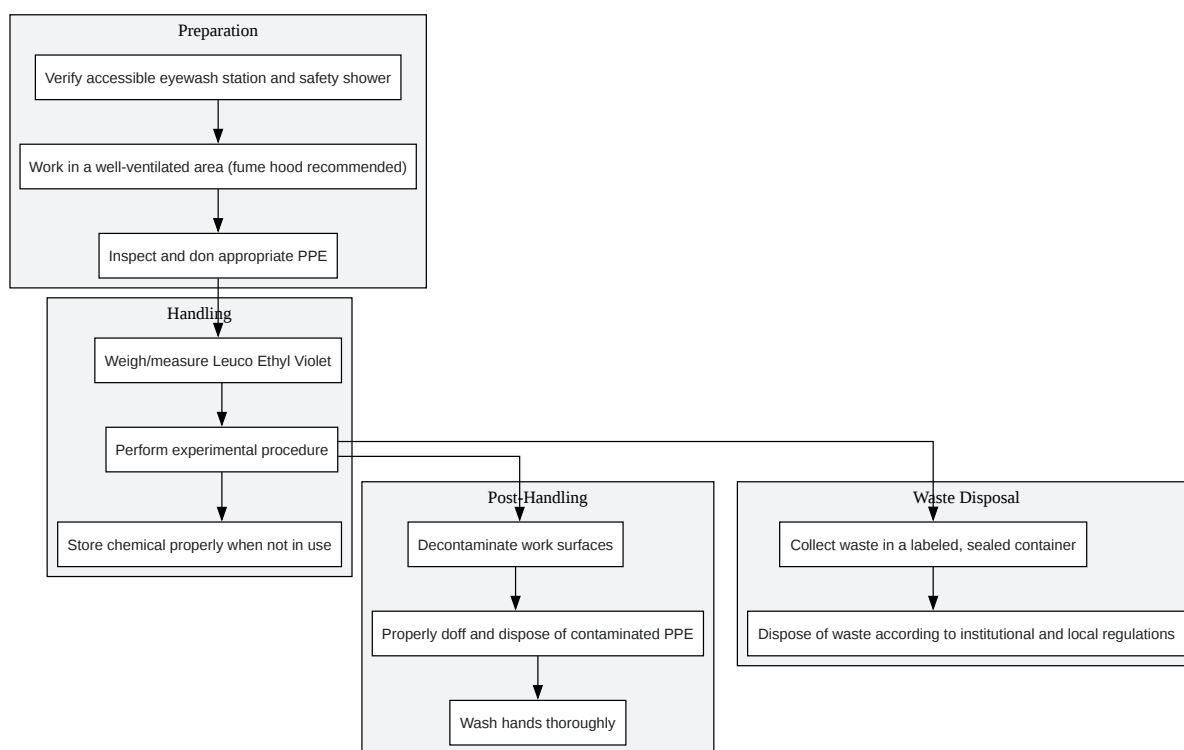 Preparation
Verify accessible eyewash station and safety shower
Work in a well-ventilated area (fume hood recommended)
Inspect and don appropriate PPE
Handling
Weigh/measure Leuco Ethyl Violet
Perform experimental procedure
Store chemical properly when not in use
Post-Handling
Decontaminate work surfaces
Properly doff and dispose of contaminated PPE
Wash hands thoroughly
Waste Disposal
Collect waste in a labeled, sealed container
Dispose of waste according to institutional and local regulations